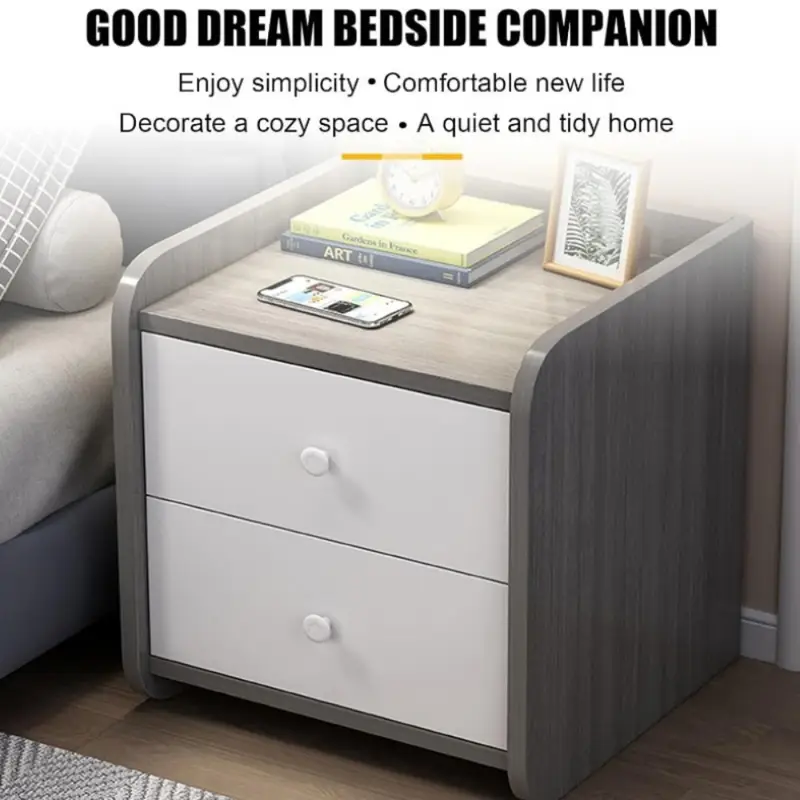 GOOD DREAM BEDSIDE COMPANION
Enjoy simplicity • Comfortable new life
Decorate a cozy space • A quiet and tidy home
Gardens in France
ART